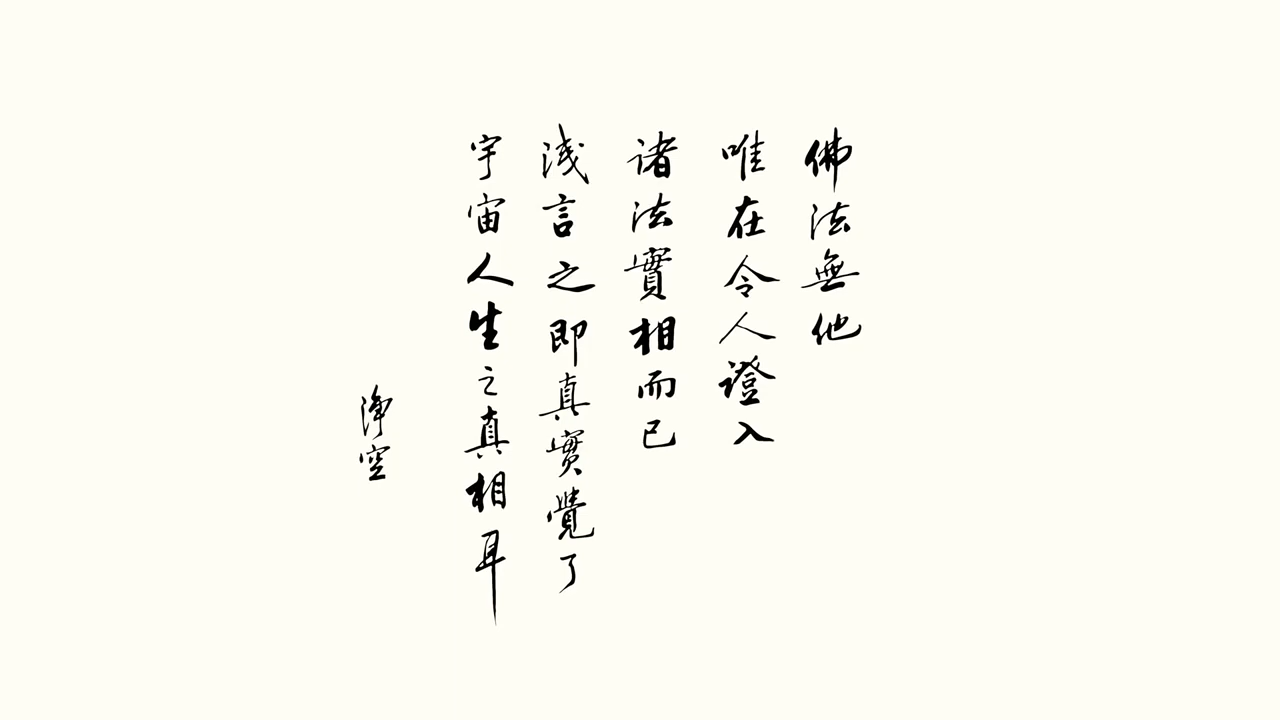 佛法無他
唯在令人證入
诸法實相而已
淺言之即真實覺了
宇宙人生之真相耳
淨空